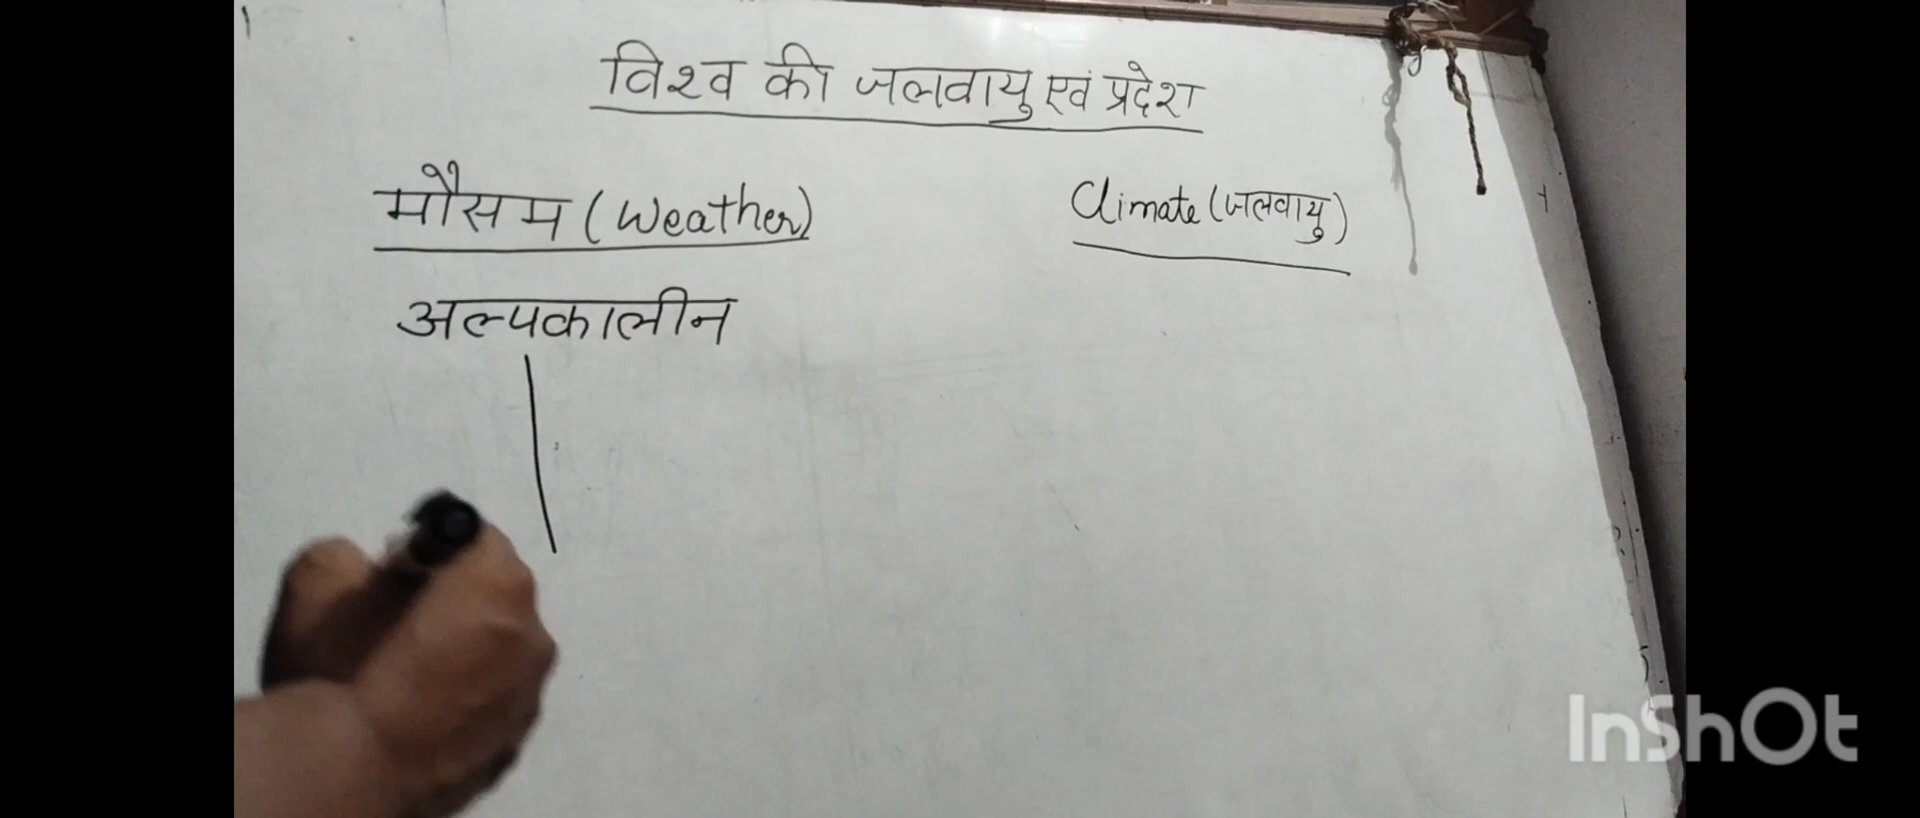 विश्व की जलवायु एवं प्रदेश
मौसम (Weather)
Climate (जलवायु)
अल्पकालीन
InShOt